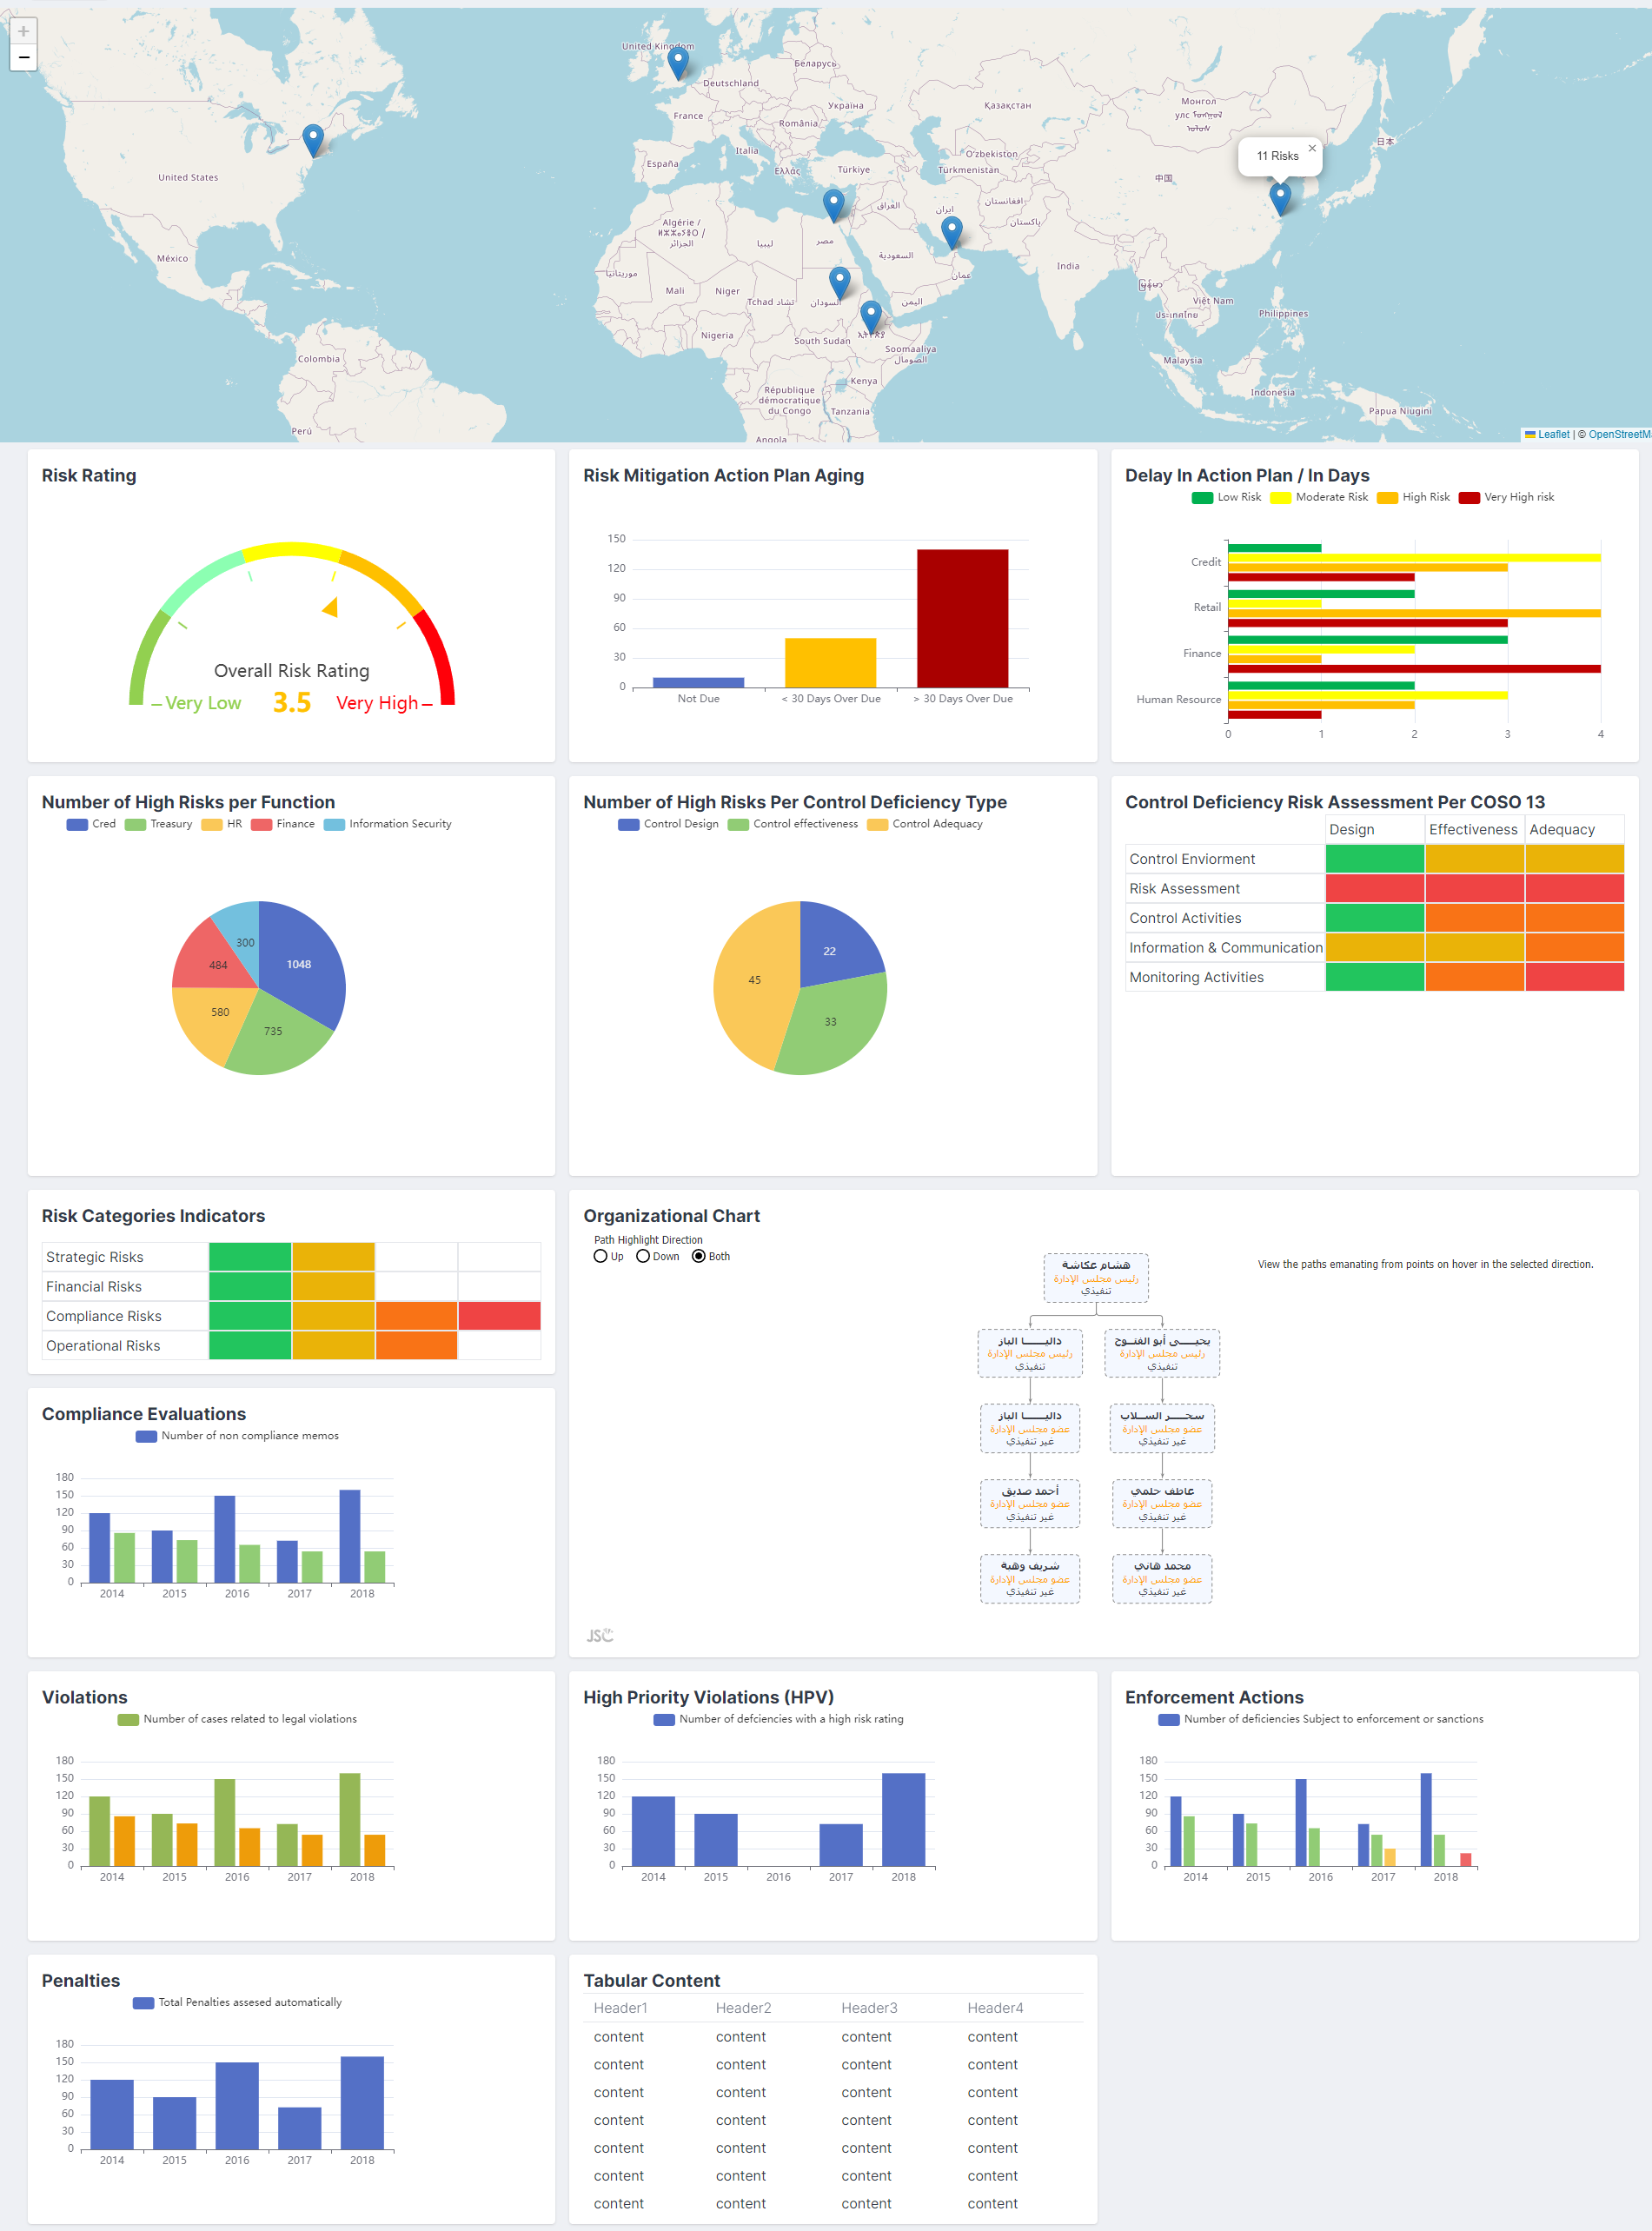 +
−
United Kingdom
Беларусь
Deutschland
Україна
Қазақстан
Монгол
улс
France
România
Italia
O'zbekiston
日本
España
Ελλάς
Türkiye
Türkmenistan
中国
11 Risks
×
United States
العراق
ایران
افغانستان
پاکستان
Algérie /
ⵍⵣⵣⴰⵢⴻⵔ /
الجزائر
ليبيا
مصر
السعودية
México
India
عمان
موريتانيا
Mali
Niger
Tchad تشاد
السودان
اليمن
Việt Nam
ประเทศไทย
Philippines
Nigeria
South Sudan
Soomaaliya
الصومال
Colombia
Malaysia
Kenya
République
démocratique
du Congo
Tanzania
Indonesia
Papua Niugini
Perú
Angola
Leaflet | © OpenStreetM
Risk Rating
Overall Risk Rating
Very Low
3.5
Very High
Risk Mitigation Action Plan Aging
150
120
90
60
30
0
Not Due
< 30 Days Over Due
> 30 Days Over Due
Delay In Action Plan / In Days
Low Risk
Moderate Risk
High Risk
Very High risk
Credit
Retail
Finance
Human Resource
0
1
2
3
4
Number of High Risks per Function
Cred
Treasury
HR
Finance
Information Security
300
1048
484
580
735
Number of High Risks Per Control Deficiency Type
Control Design
Control effectiveness
Control Adequacy
22
45
33
Control Deficiency Risk Assessment Per COSO 13
Design
Effectiveness
Adequacy
Control Enviorment
Risk Assessment
Control Activities
Information & Communication
Monitoring Activities
Risk Categories Indicators
Strategic Risks
Financial Risks
Compliance Risks
Operational Risks
Organizational Chart
Path Highlight Direction
Up
Down
Both
View the paths emanating from points on hover in the selected direction.
هشام عكاشة
رئيس مجلس الإدارة
تنفيذي
داليـــــا الباز
رئيس مجلس الإدارة
تنفيذي
يحيـــى أبو الفتــوح
رئيس مجلس الإدارة
تنفيذي
داليـــــا الباز
عضو مجلس الإدارة
غير تنفيذي
سحـــر الســلاب
عضو مجلس الإدارة
غير تنفيذي
أحمد صديق
عضو مجلس الإدارة
غير تنفيذي
عاطف حلمي
عضو مجلس الإدارة
غير تنفيذي
شريف وهبة
عضو مجلس الإدارة
غير تنفيذي
محمد هاني
عضو مجلس الإدارة
غير تنفيذي
JSC
Compliance Evaluations
Number of non compliance memos
180
150
120
90
60
30
0
2014
2015
2016
2017
2018
Violations
Number of cases related to legal violations
180
150
120
90
60
30
0
2014
2015
2016
2017
2018
High Priority Violations (HPV)
Number of defciencies with a high risk rating
180
150
120
90
60
30
0
2014
2015
2016
2017
2018
Enforcement Actions
Number of deficiencies Subject to enforcement or sanctions
180
150
120
90
60
30
0
2014
2015
2016
2017
2018
Penalties
Total Penalties assesed automatically
180
150
120
90
60
30
0
2014
2015
2016
2017
2018
Tabular Content
Header1 Header2 Header3 Header4
content content content content
content content content content
content content content content
content content content content
content content content content
content content content content
content content content content